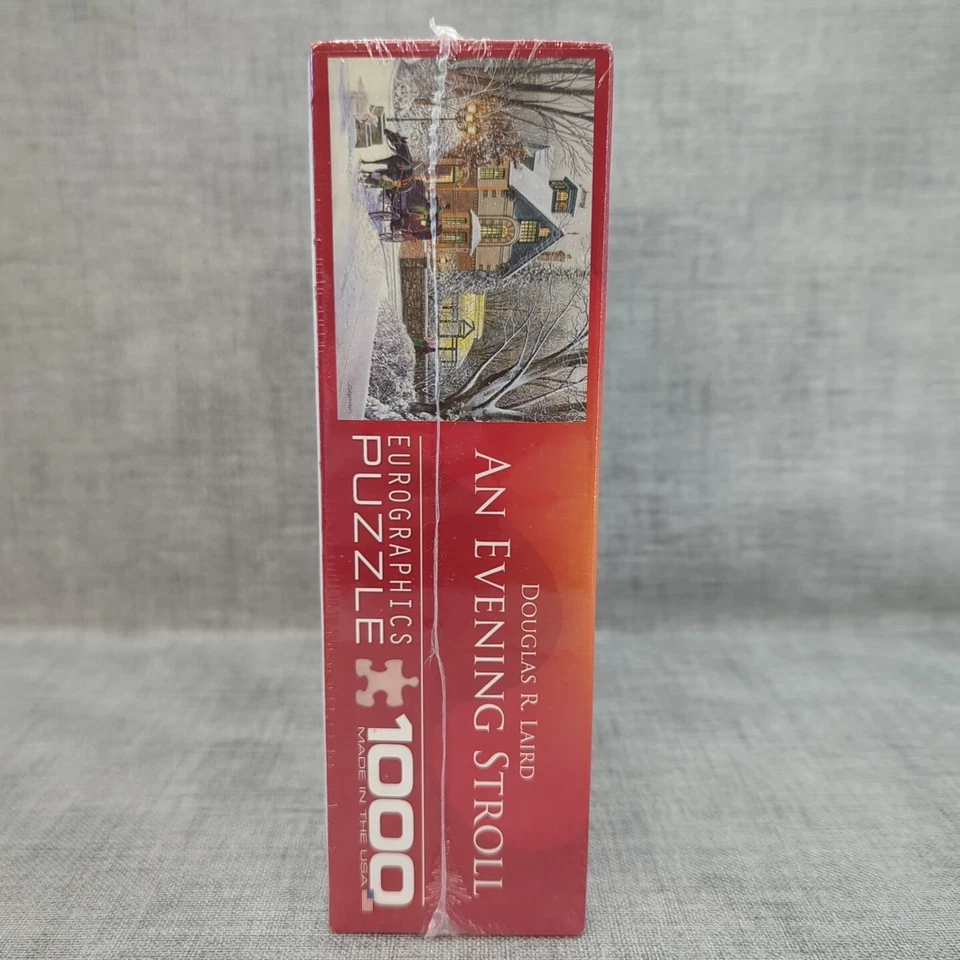 DOUGLAS R. LAIRD
AN EVENING STROLL
EUROGRAPHICS
PUZZLE 1000
MADE IN THE USA